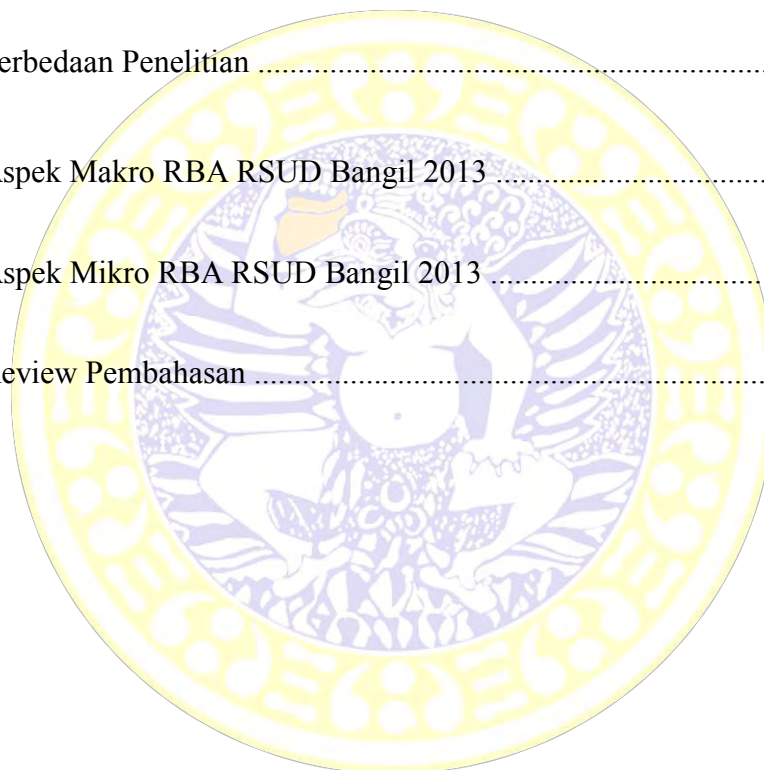 erbedaan Penelitian ................................................................
spek Makro RBA RSUD Bangil 2013 ..................................
spek Mikro RBA RSUD Bangil 2013 ...................................
eview Pembahasan ................................................................